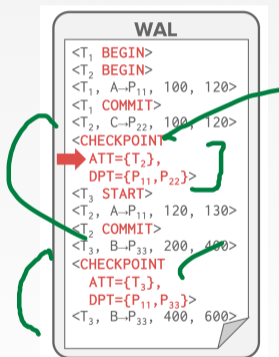 WAL
<T₁ BEGIN>
<T₂ BEGIN>
<T₁, A→P₁₁, 100, 120>
<T₁ COMMIT>
<T₂, C→P₂₂, 100, 120>
<CHECKPOINT
ATT={T₂},
DPT={P₁₁,P₂₂}>
<T₃ START>
<T₂, A→P₁₁, 120, 130>
<T₂ COMMIT>
<T₃, B→P₃₃, 200, 400>
<CHECKPOINT
ATT={T₃},
DPT={P₁₁,P₃₃}>
<T₃, B→P₃₃, 400, 600>